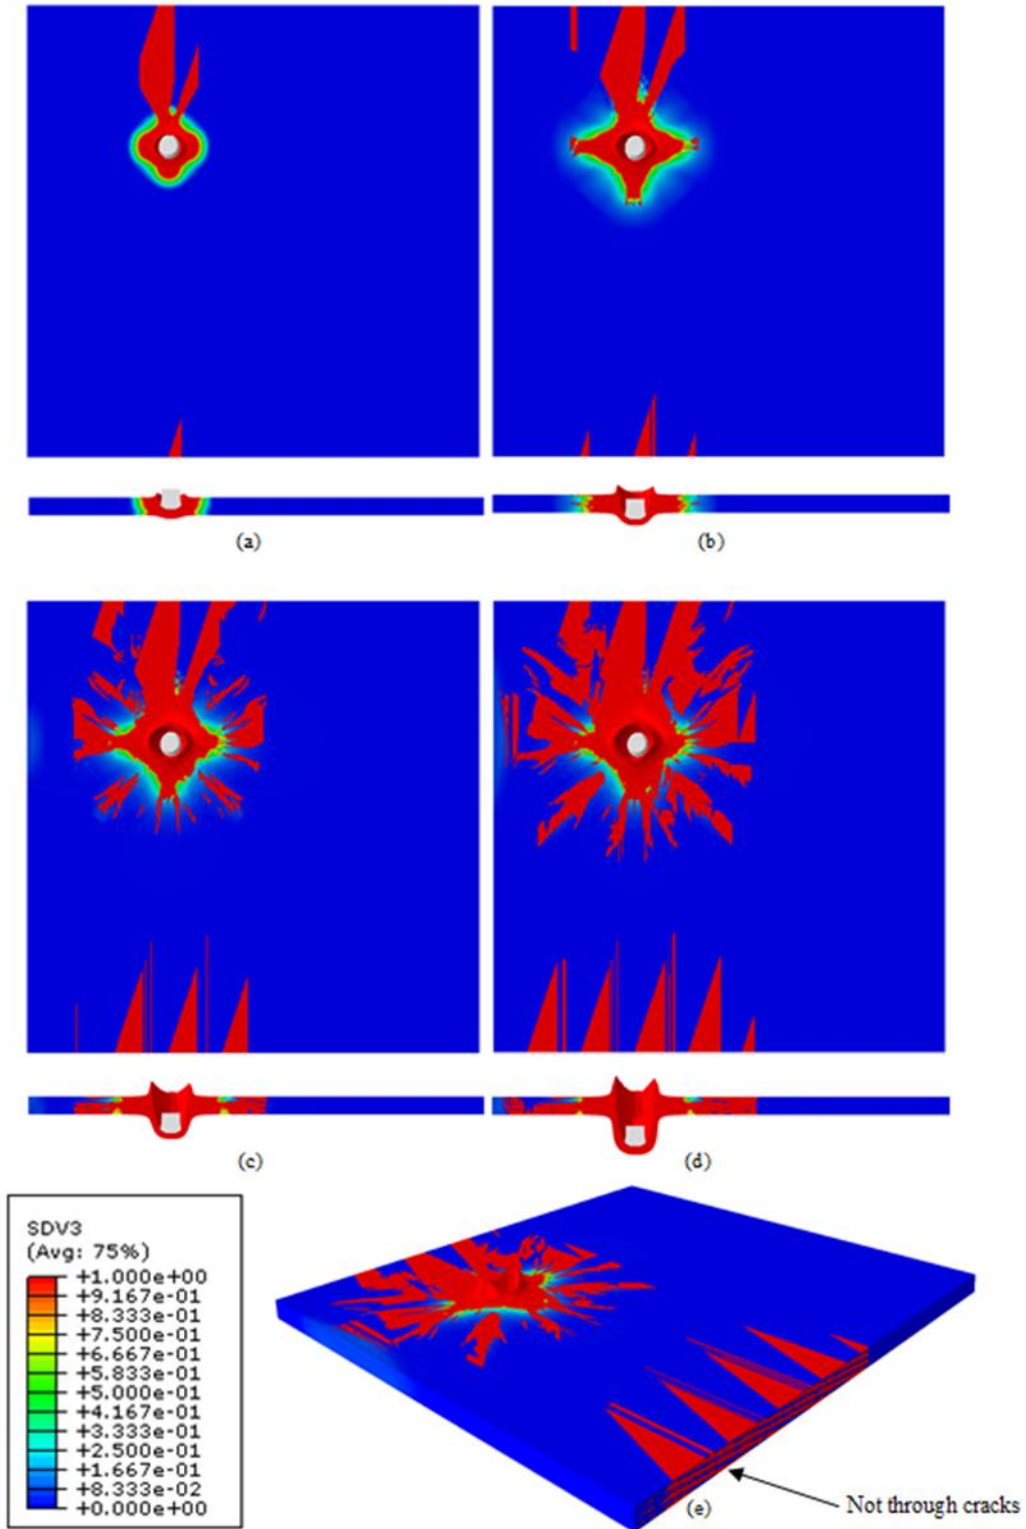 (a)
(b)
(c)
(d)
SDV3
(Avg: 75%)
+1.000e+00
+9.167e-01
+8.333e-01
+7.500e-01
+6.667e-01
+5.833e-01
+5.000e-01
+4.167e-01
+3.333e-01
+2.500e-01
+1.667e-01
+8.333e-02
+0.000e+00
(e)
Not through cracks